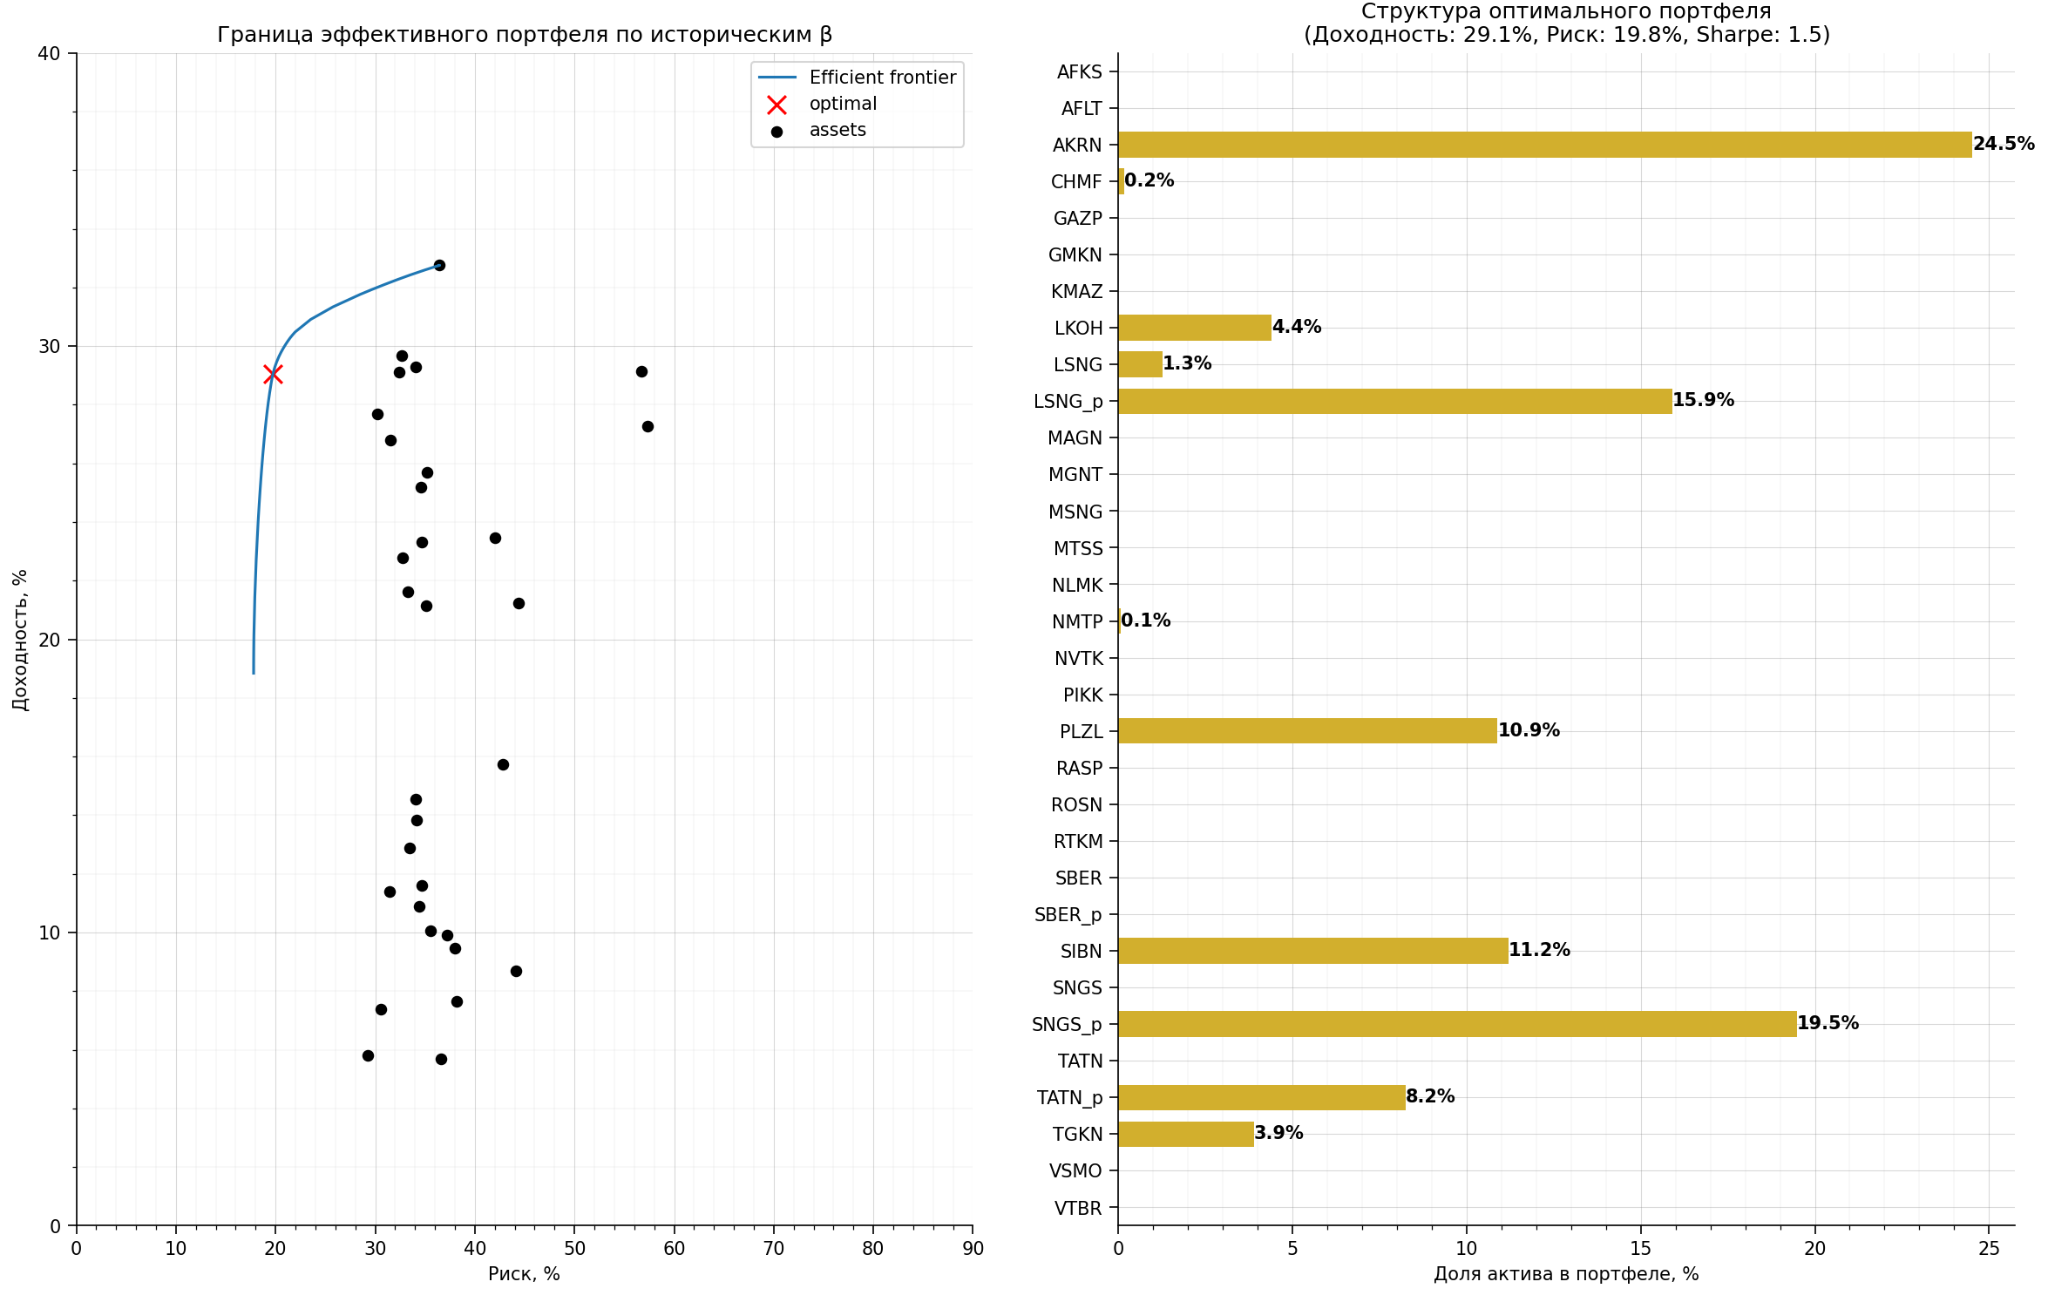 Граница эффективного портфеля по историческим β
Efficient frontier
optimal
assets
40
30
20
10
0
Доходность, %
0 10 20 30 40 50 60 70 80 90
Риск, %
Структура оптимального портфеля
(Доходность: 29.1%, Риск: 19.8%, Sharpe: 1.5)
AFKS
AFLT
AKRN 24.5%
CHMF 0.2%
GAZP
GMKN
KMAZ
LKOH 4.4%
LSNG 1.3%
LSNG_p 15.9%
MAGN
MGNT
MSNG
MTSS
NLMK
NMTP 0.1%
NVTK
PIKK
PLZL 10.9%
RASP
ROSN
RTKM
SBER
SBER_p
SIBN 11.2%
SNGS
SNGS_p 19.5%
TATN
TATN_p 8.2%
TGKN 3.9%
VSMO
VTBR
0 5 10 15 20 25
Доля актива в портфеле, %